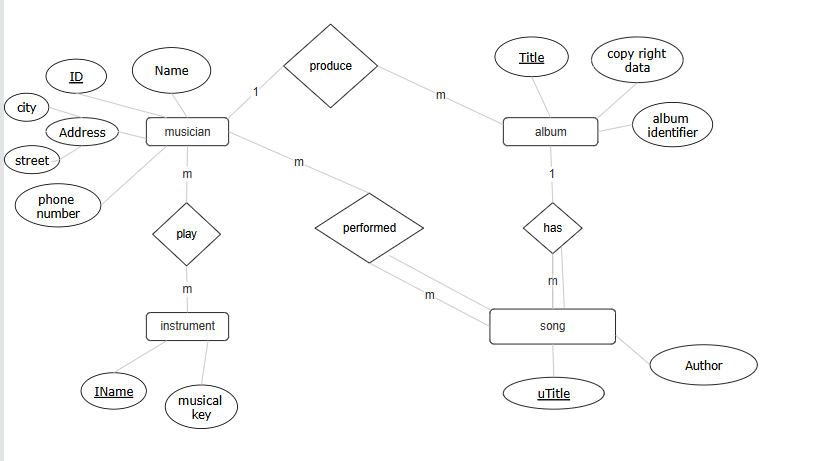 produce
Title
copy right
data
ID
Name
1
m
city
Address
musician
album
album
identifier
street
m
m
1
phone
number
play
performed
has
m
m
m
instrument
song
IName
musical
key
uTitle
Author